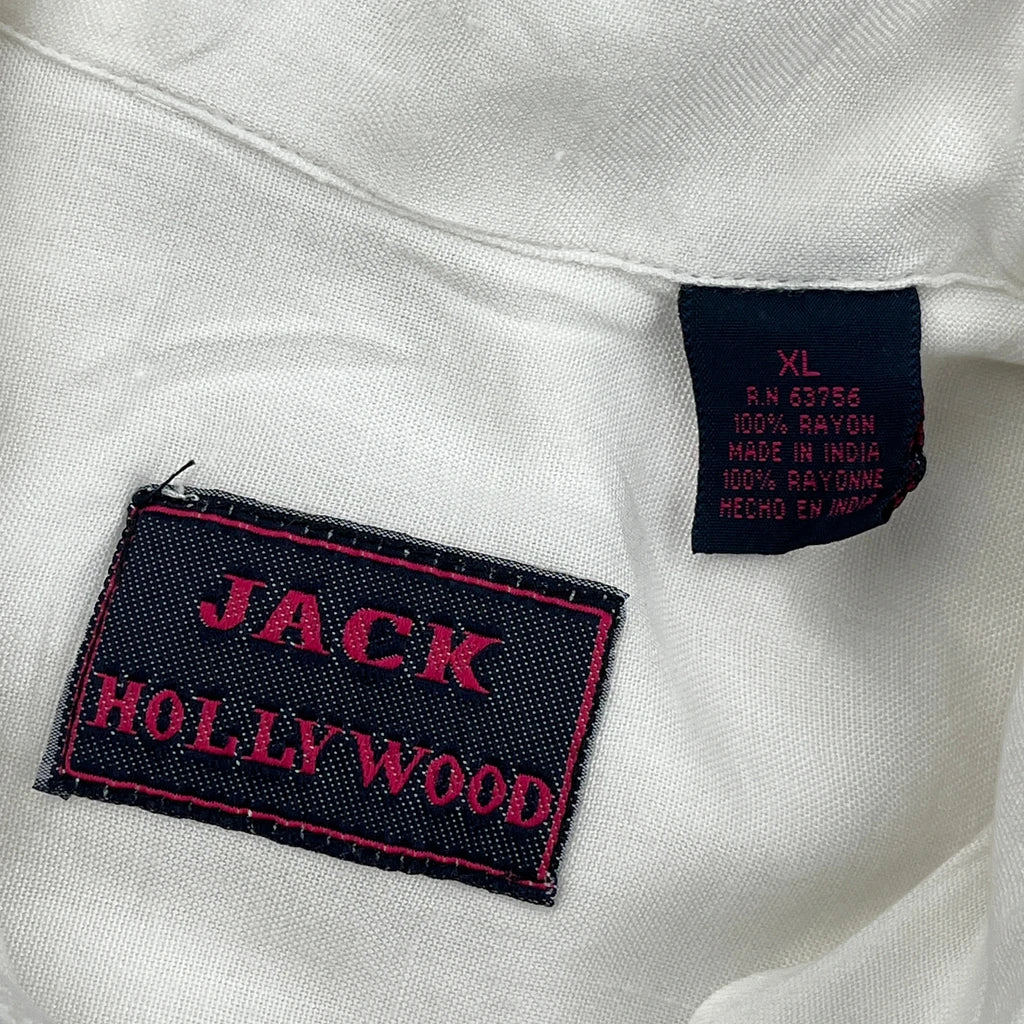 JACK
HOLLYWOOD
XL
R.N 63756
100% RAYON
MADE IN INDIA
100% RAYONNE
HECHO EN INDIA